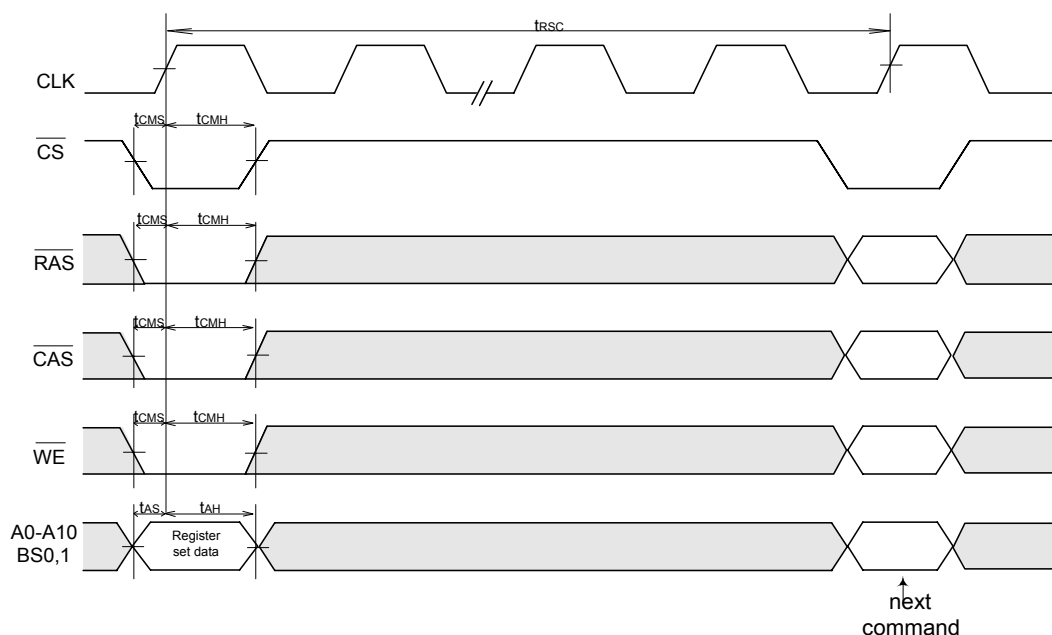 tRSC
CLK
tCMS tCMH
CS
tCMS tCMH
RAS
tCMS tCMH
CAS
tCMS tCMH
WE
tAS tAH
A0-A10
BS0,1
Register
set data
next
command